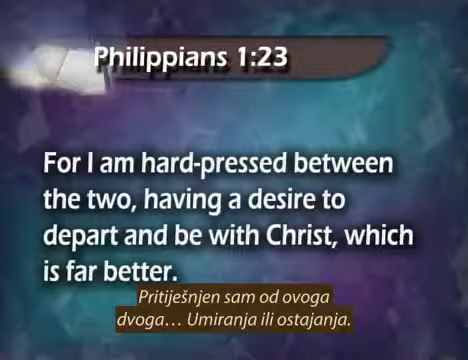 Philippians 1:23
For I am hard-pressed between
the two, having a desire to
depart and be with Christ, which
is far better.
Pritiješnjen sam od ovoga
dvoga... Umiranja ili ostajanja.